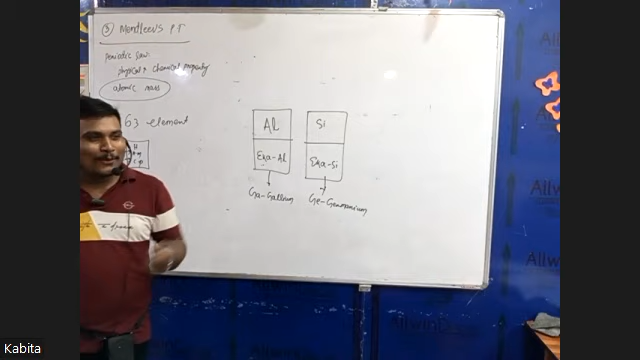 ③ Mendleev's P.T
Periodic law
physical & chemical property
atomic mass
63 element
H
Al
Si
Eka-Al
Eka-Si
Ga-Gallium
Ge-Germanium
Kabita